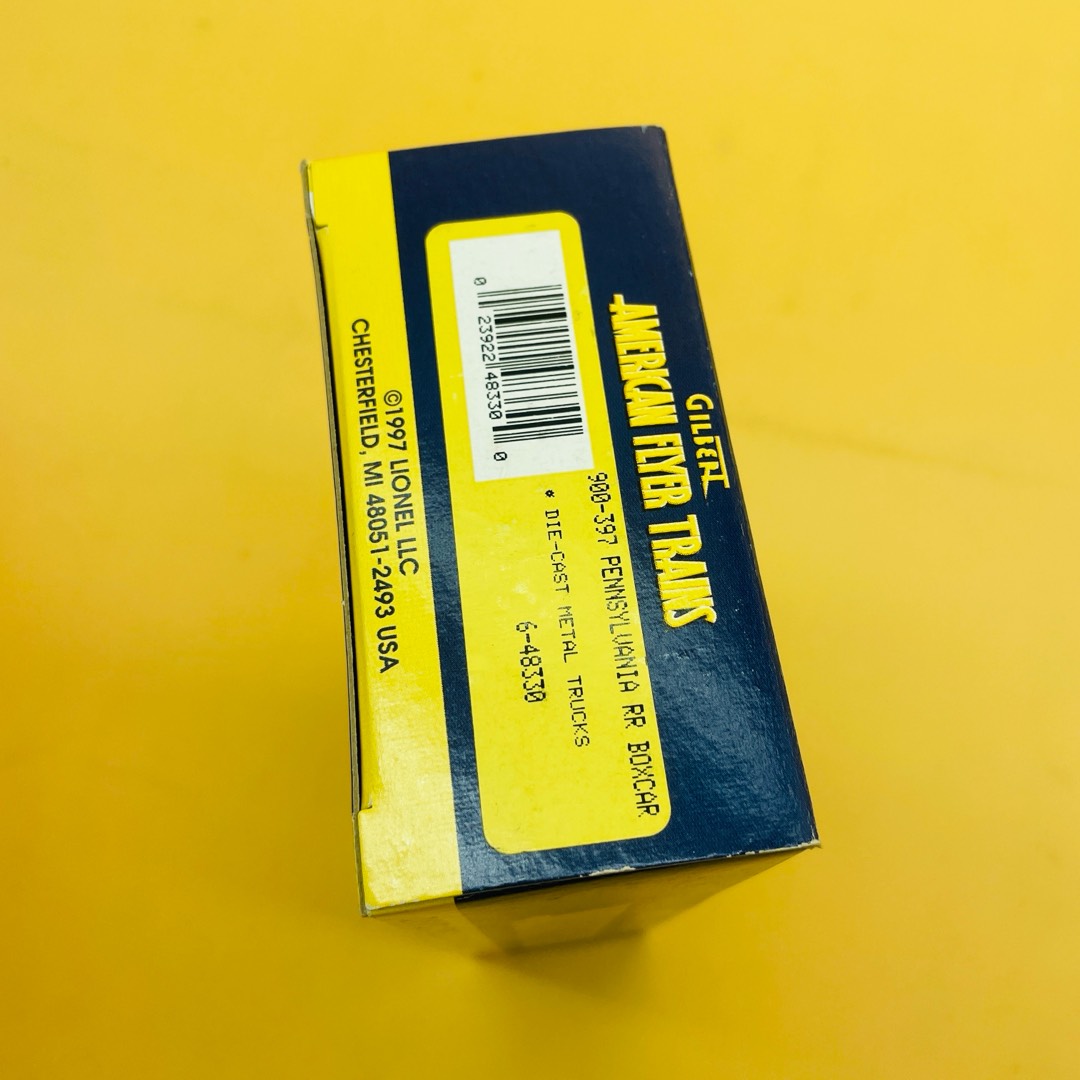 GILBERT
AMERICAN FLYER TRAINS
900-397 PENNSYLVANIA RR BOXCAR
* DIE-CAST METAL TRUCKS
6-48330
0 23922 48330 0
©1997 LIONEL LLC
CHESTERFIELD, MI 48051-2493 USA